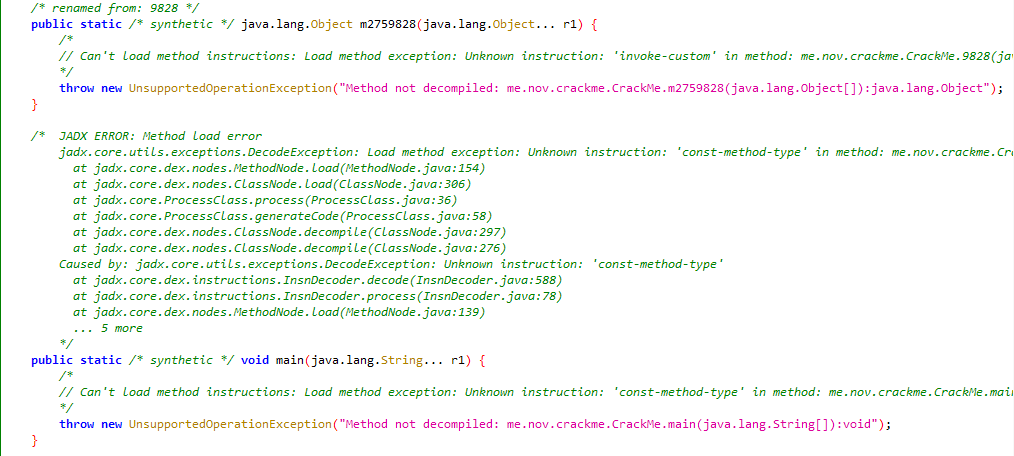 /* renamed from: 9828 */
public static /* synthetic */ java.lang.Object m2759828(java.lang.Object... r1) {
/*
// Can't load method instructions: Load method exception: Unknown instruction: 'invoke-custom' in method: me.nov.crackme.CrackMe.9828(ja
*/
throw new UnsupportedOperationException("Method not decompiled: me.nov.crackme.CrackMe.m2759828(java.lang.Object[]):java.lang.Object");
}
/* JADX ERROR: Method load error
jadx.core.utils.exceptions.DecodeException: Load method exception: Unknown instruction: 'const-method-type' in method: me.nov.crackme.Cr
at jadx.core.dex.nodes.MethodNode.load(MethodNode.java:154)
at jadx.core.dex.nodes.ClassNode.load(ClassNode.java:306)
at jadx.core.ProcessClass.process(ProcessClass.java:36)
at jadx.core.ProcessClass.generateCode(ProcessClass.java:58)
at jadx.core.dex.nodes.ClassNode.decompile(ClassNode.java:297)
at jadx.core.dex.nodes.ClassNode.decompile(ClassNode.java:276)
Caused by: jadx.core.utils.exceptions.DecodeException: Unknown instruction: 'const-method-type'
at jadx.core.dex.instructions.InsnDecoder.decode(InsnDecoder.java:588)
at jadx.core.dex.instructions.InsnDecoder.process(InsnDecoder.java:78)
at jadx.core.dex.nodes.MethodNode.load(MethodNode.java:139)
... 5 more
*/
public static /* synthetic */ void main(java.lang.String... r1) {
/*
// Can't load method instructions: Load method exception: Unknown instruction: 'const-method-type' in method: me.nov.crackme.CrackMe.mai
*/
throw new UnsupportedOperationException("Method not decompiled: me.nov.crackme.CrackMe.main(java.lang.String[]):void");
}